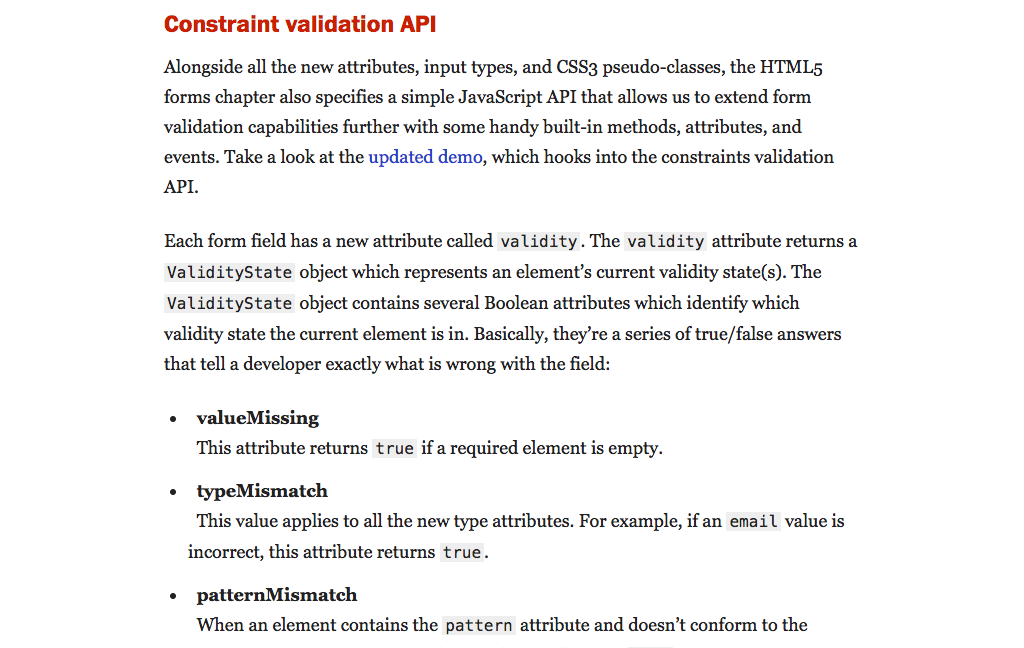 Constraint validation API
Alongside all the new attributes, input types, and CSS3 pseudo-classes, the HTML5
forms chapter also specifies a simple JavaScript API that allows us to extend form
validation capabilities further with some handy built-in methods, attributes, and
events. Take a look at the updated demo, which hooks into the constraints validation
API.
Each form field has a new attribute called validity. The validity attribute returns a
ValidityState object which represents an element’s current validity state(s). The
ValidityState object contains several Boolean attributes which identify which
validity state the current element is in. Basically, they’re a series of true/false answers
that tell a developer exactly what is wrong with the field:
• valueMissing
This attribute returns true if a required element is empty.
• typeMismatch
This value applies to all the new type attributes. For example, if an email value is
incorrect, this attribute returns true.
• patternMismatch
When an element contains the pattern attribute and doesn’t conform to the